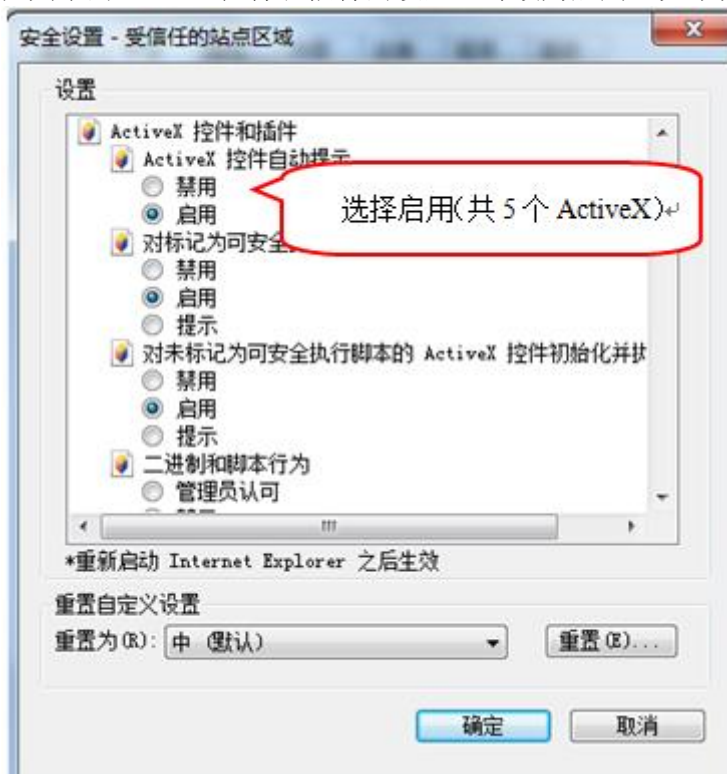 安全设置 - 受信任的站点区域
设置
ActiveX 控件和插件
ActiveX 控件自动提示
禁用
启用
选择启用(共 5 个 ActiveX)
对标记为可安全
禁用
启用
提示
对未标记为可安全执行脚本的 ActiveX 控件初始化并执
禁用
启用
提示
二进制和脚本行为
管理员认可
*重新启动 Internet Explorer 之后生效
重置自定义设置
重置为(R): 中 (默认)
重置(E)...
确定
取消